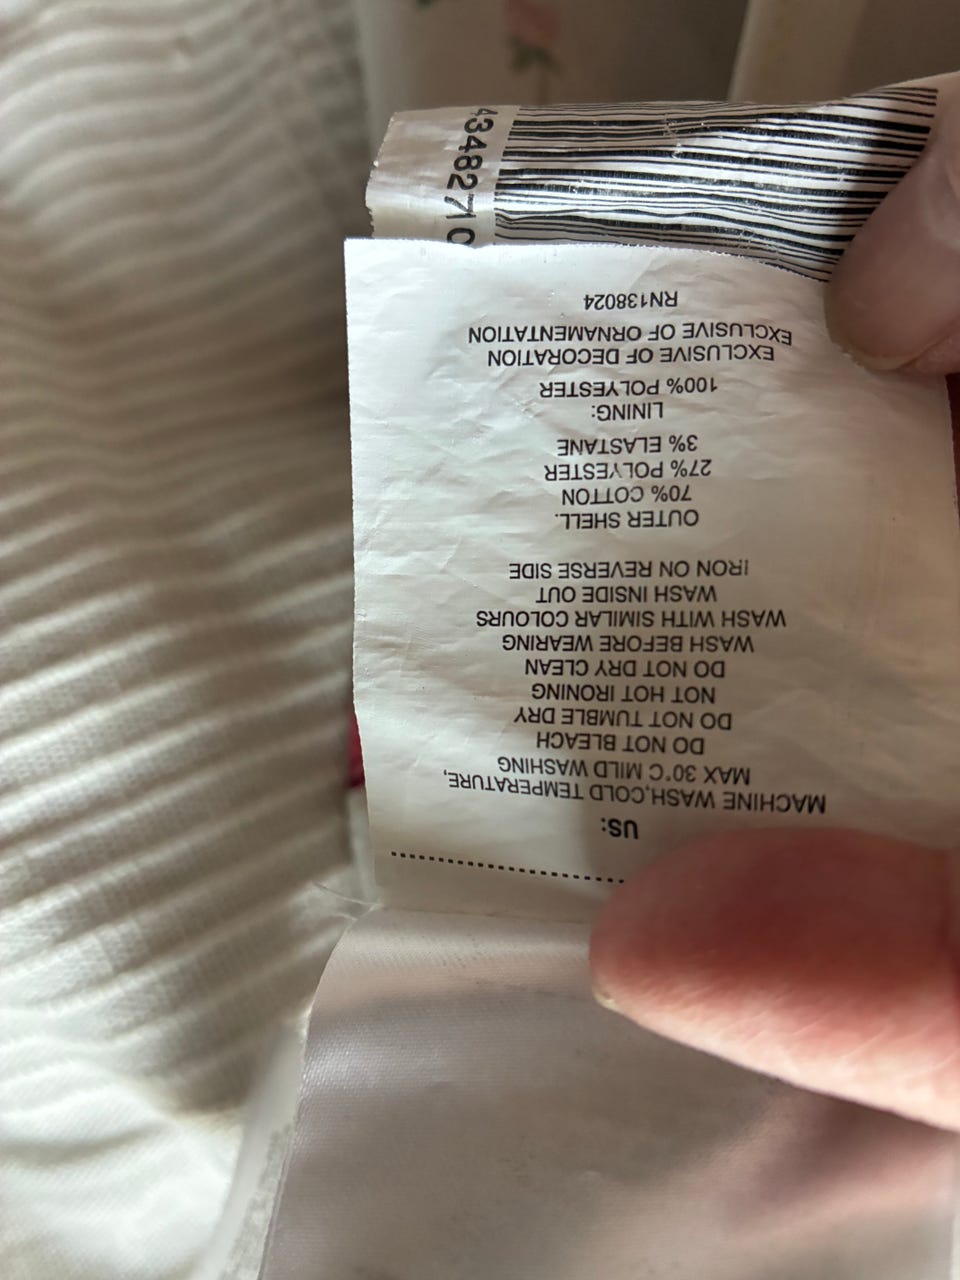 US:
MACHINE WASH,COLD TEMPERATURE,
MAX 30°C MILD WASHING
DO NOT BLEACH
DO NOT TUMBLE DRY
NOT HOT IRONING
DO NOT DRY CLEAN
WASH BEFORE WEARING
WASH WITH SIMILAR COLOURS
WASH INSIDE OUT
IRON ON REVERSE SIDE
OUTER SHELL.
70% COTTON
27% POLYESTER
3% ELASTANE
LINING:
100% POLYESTER
EXCLUSIVE OF DECORATION
EXCLUSIVE OF ORNAMENTATION
RN138024
434827